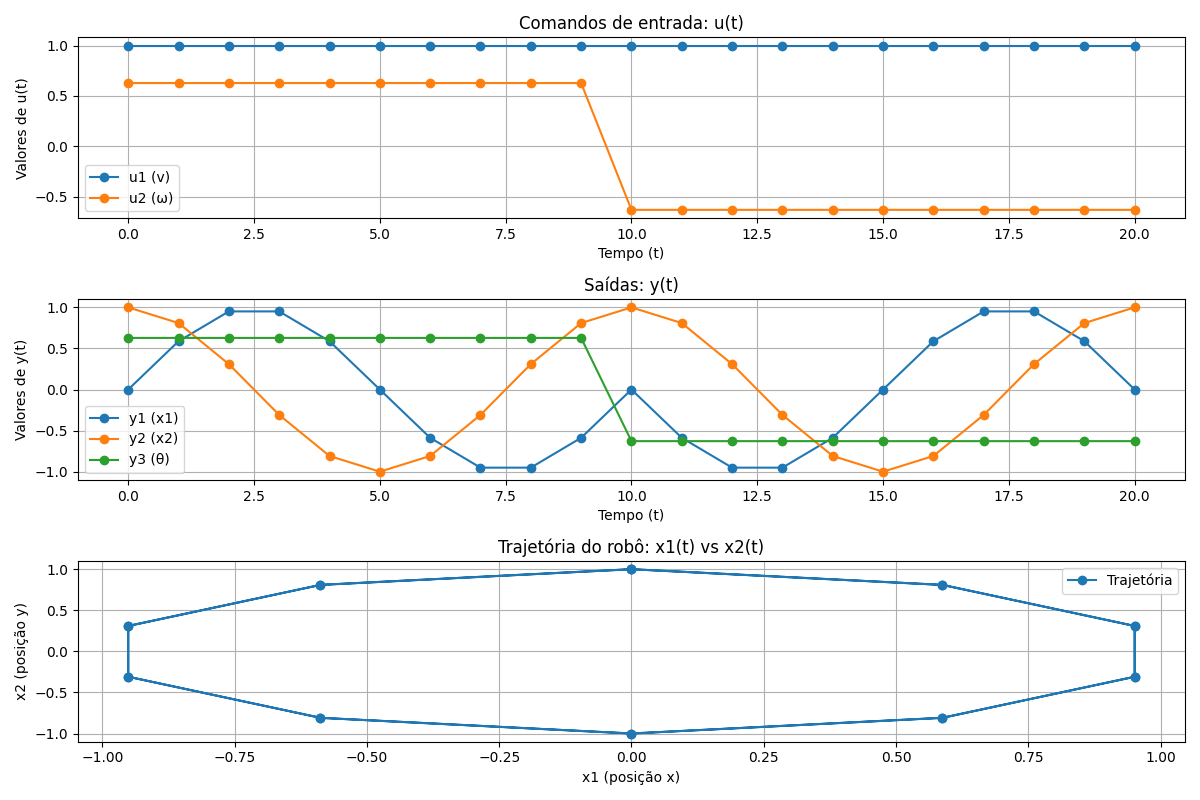 Comandos de entrada: u(t)
Valores de u(t)
1.0
0.5
0.0
−0.5
u1 (v)
u2 (ω)
0.0 2.5 5.0 7.5 10.0 12.5 15.0 17.5 20.0
Tempo (t)
Saídas: y(t)
Valores de y(t)
1.0
0.5
0.0
−0.5
−1.0
y1 (x1)
y2 (x2)
y3 (θ)
0.0 2.5 5.0 7.5 10.0 12.5 15.0 17.5 20.0
Tempo (t)
Trajetória do robô: x1(t) vs x2(t)
x2 (posição y)
1.0
0.5
0.0
−0.5
−1.0
Trajetória
−1.00 −0.75 −0.50 −0.25 0.00 0.25 0.50 0.75 1.00
x1 (posição x)